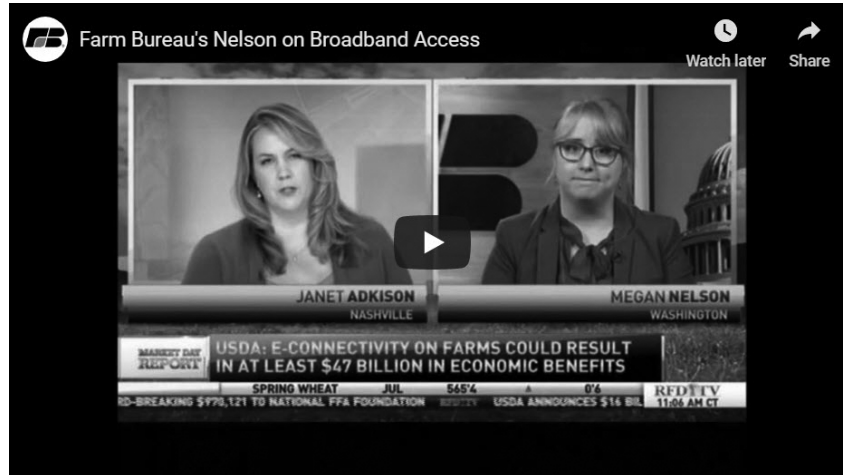 Farm Bureau's Nelson on Broadband Access
Watch later
Share
JANET ADKISON
NASHVILLE
MEGAN NELSON
WASHINGTON
MARKET DAY
REPORT
USDA: E-CONNECTIVITY ON FARMS COULD RESULT
IN AT LEAST $47 BILLION IN ECONOMIC BENEFITS
SPRING WHEAT JUL 565'4 ▲ 0'6
RD-BREAKING $970,121 TO NATIONAL FFA FOUNDATION RFD-TV USDA ANNOUNCES $16 BIL
RFD TV
11:06 AM CT